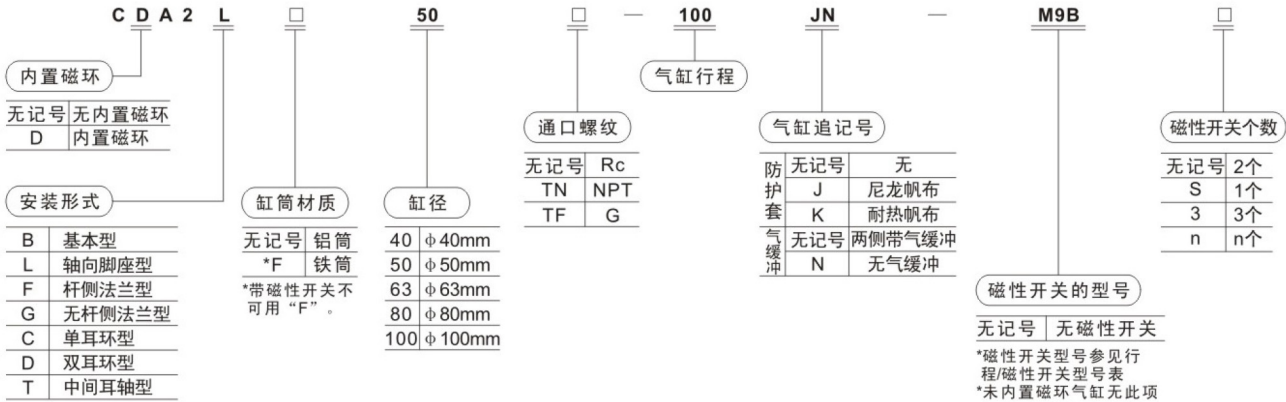 CDA2 L □ 50 □ — 100 JN — M9B □
内置磁环
无记号 无内置磁环
D 内置磁环
安装形式
B 基本型
L 轴向脚座型
F 杆侧法兰型
G 无杆侧法兰型
C 单耳环型
D 双耳环型
T 中间耳轴型
缸筒材质
无记号 铝筒
*F 铁筒
*带磁性开关不
可用“F”。
缸径
40 φ40mm
50 φ50mm
63 φ63mm
80 φ80mm
100 φ100mm
通口螺纹
无记号 Rc
TN NPT
TF G
气缸行程
气缸追记号
防护套
无记号 无
J 尼龙帆布
K 耐热帆布
气缓冲
无记号 两侧带气缓冲
N 无气缓冲
磁性开关的型号
无记号 无磁性开关
*磁性开关型号参见行
程/磁性开关型号表
*未内置磁环气缸无此项
磁性开关个数
无记号 2个
S 1个
3 3个
n n个